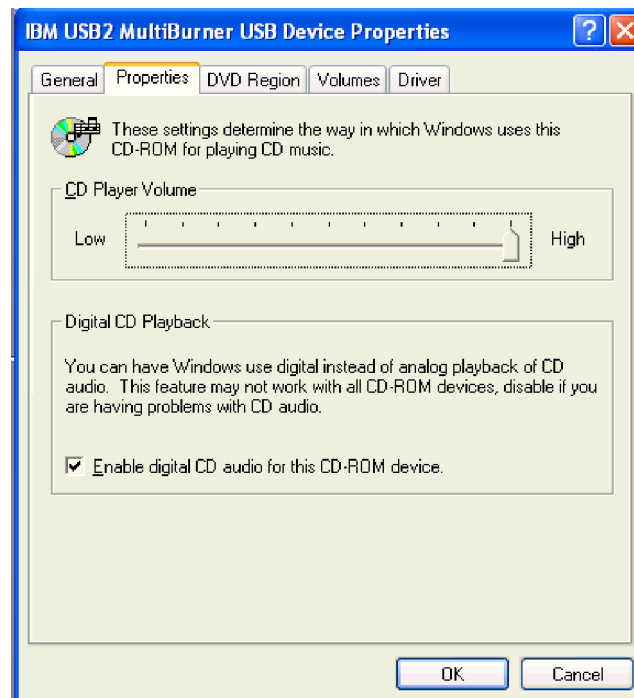 IBM USB2 MultiBurner USB Device Properties
General Properties DVD Region Volumes Driver
These settings determine the way in which Windows uses this
CD-ROM for playing CD music.
CD Player Volume
Low High
Digital CD Playback
You can have Windows use digital instead of analog playback of CD
audio. This feature may not work with all CD-ROM devices, disable if you
are having problems with CD audio.
Enable digital CD audio for this CD-ROM device.
OK Cancel